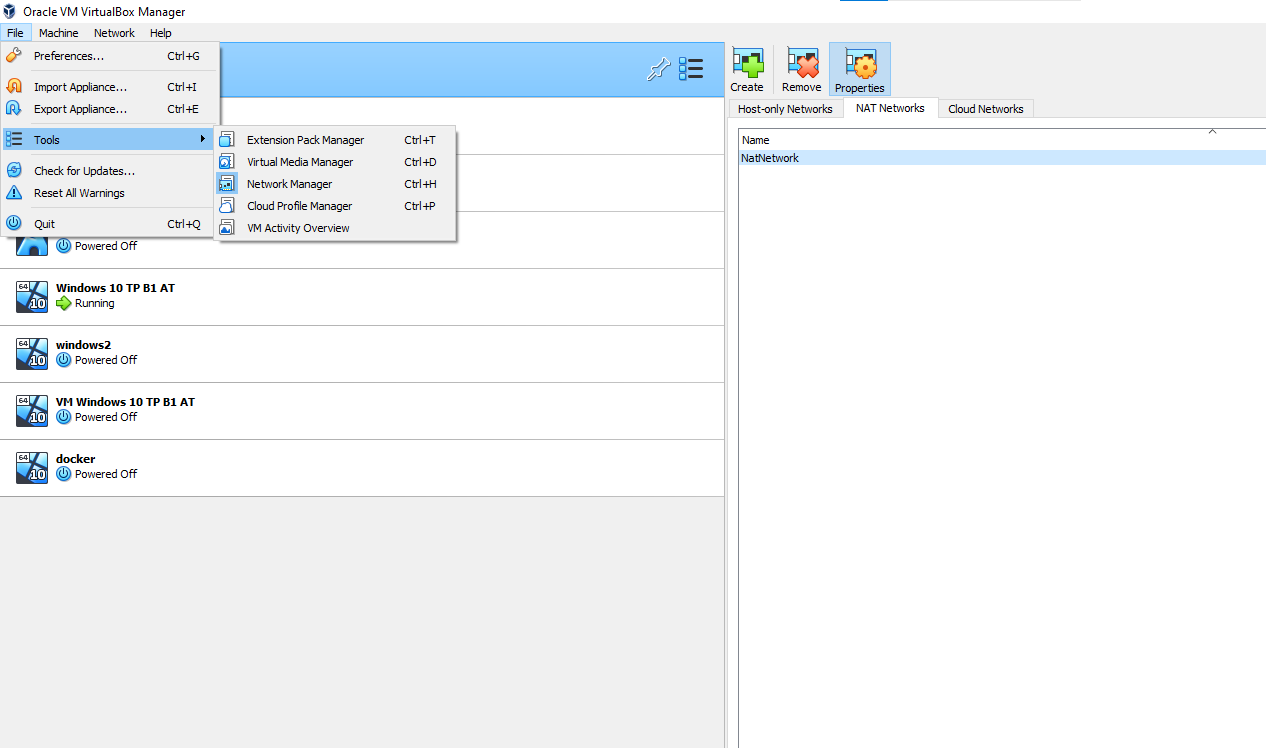 Oracle VM VirtualBox Manager
File Machine Network Help
Preferences... Ctrl+G
Import Appliance... Ctrl+I
Export Appliance... Ctrl+E
Tools
Check for Updates...
Reset All Warnings
Quit Ctrl+Q
Extension Pack Manager Ctrl+T
Virtual Media Manager Ctrl+D
Network Manager Ctrl+H
Cloud Profile Manager Ctrl+P
VM Activity Overview
Powered Off
64
10
Windows 10 TP B1 AT
Running
64
10
windows2
Powered Off
64
10
VM Windows 10 TP B1 AT
Powered Off
64
10
docker
Powered Off
Create Remove Properties
Host-only Networks NAT Networks Cloud Networks
Name
NatNetwork